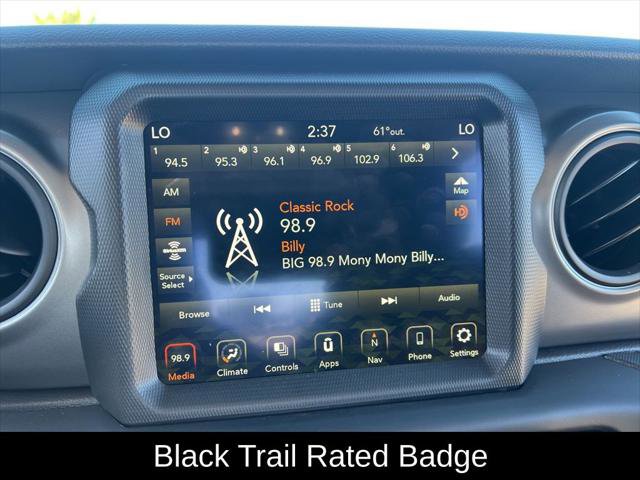 LO 2:37 61°out. LO
1 94.5 2 95.3 3 96.1 4 96.9 5 102.9 6 106.3
AM
Map
FM
Classic Rock
98.9
Billy
BIG 98.9 Mony Mony Billy...
SiriusXM
Source
Select
Browse Tune Audio
98.9 N
Media Climate Controls Apps Nav Phone Settings
Black Trail Rated Badge